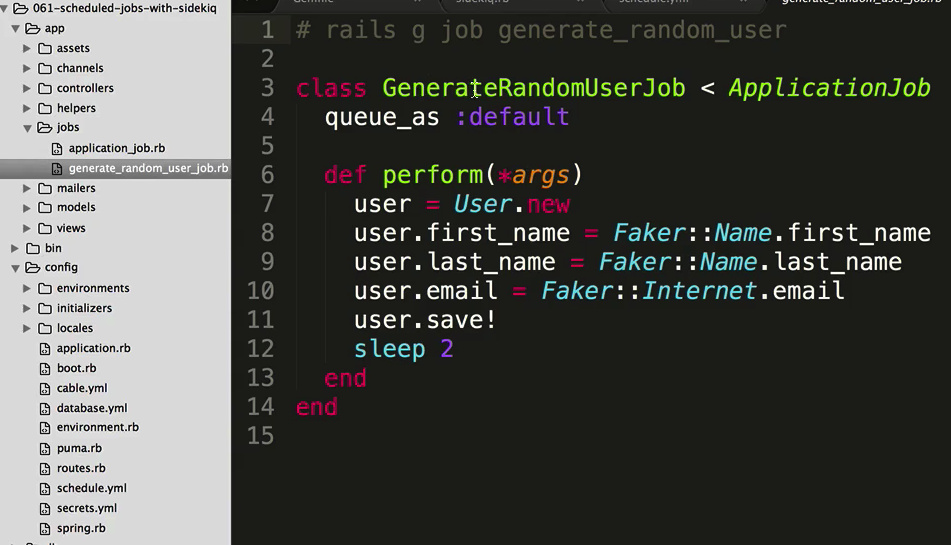 061-scheduled-jobs-with-sidekiq
app
assets
channels
controllers
helpers
jobs
application_job.rb
generate_random_user_job.rb
mailers
models
views
bin
config
environments
initializers
locales
application.rb
boot.rb
cable.yml
database.yml
environment.rb
puma.rb
routes.rb
schedule.yml
secrets.yml
spring.rb
Gemfile
sidekiq.rb
schedule.yml
generate_random_user_job.rb
1 # rails g job generate_random_user
2
3 class GenerateRandomUserJob < ApplicationJob
4 queue_as :default
5
6 def perform(*args)
7 user = User.new
8 user.first_name = Faker::Name.first_name
9 user.last_name = Faker::Name.last_name
10 user.email = Faker::Internet.email
11 user.save!
12 sleep 2
13 end
14 end
15